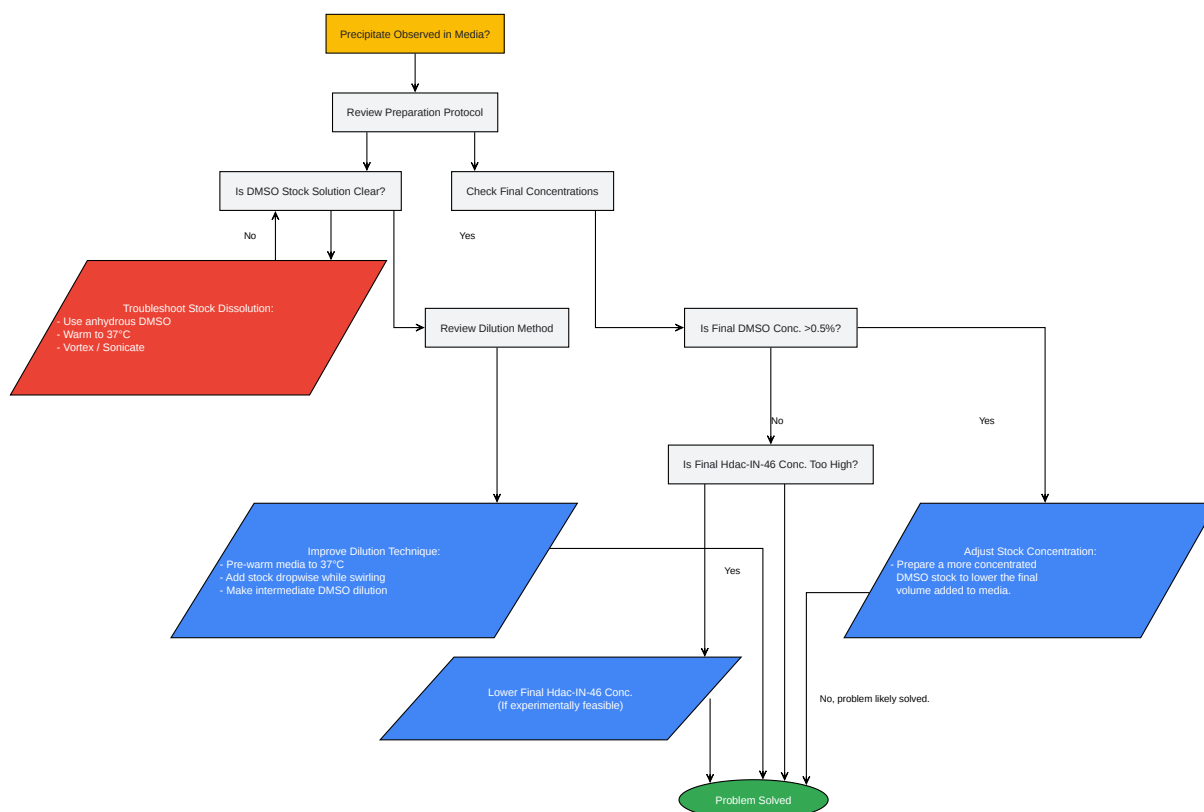 Precipitate Observed in Media?
Review Preparation Protocol
Is DMSO Stock Solution Clear?
Check Final Concentrations
No
Yes
Troubleshoot Stock Dissolution:
- Use anhydrous DMSO
- Warm to 37°C
- Vortex / Sonicate
Review Dilution Method
Is Final DMSO Conc. >0.5%?
No
Yes
Is Final Hdac-IN-46 Conc. Too High?
Improve Dilution Technique:
- Pre-warm media to 37°C
- Add stock dropwise while swirling
- Make intermediate DMSO dilution
Yes
Adjust Stock Concentration:
- Prepare a more concentrated
DMSO stock to lower the final
volume added to media.
Lower Final Hdac-IN-46 Conc.
(If experimentally feasible)
No, problem likely solved.
Problem Solved